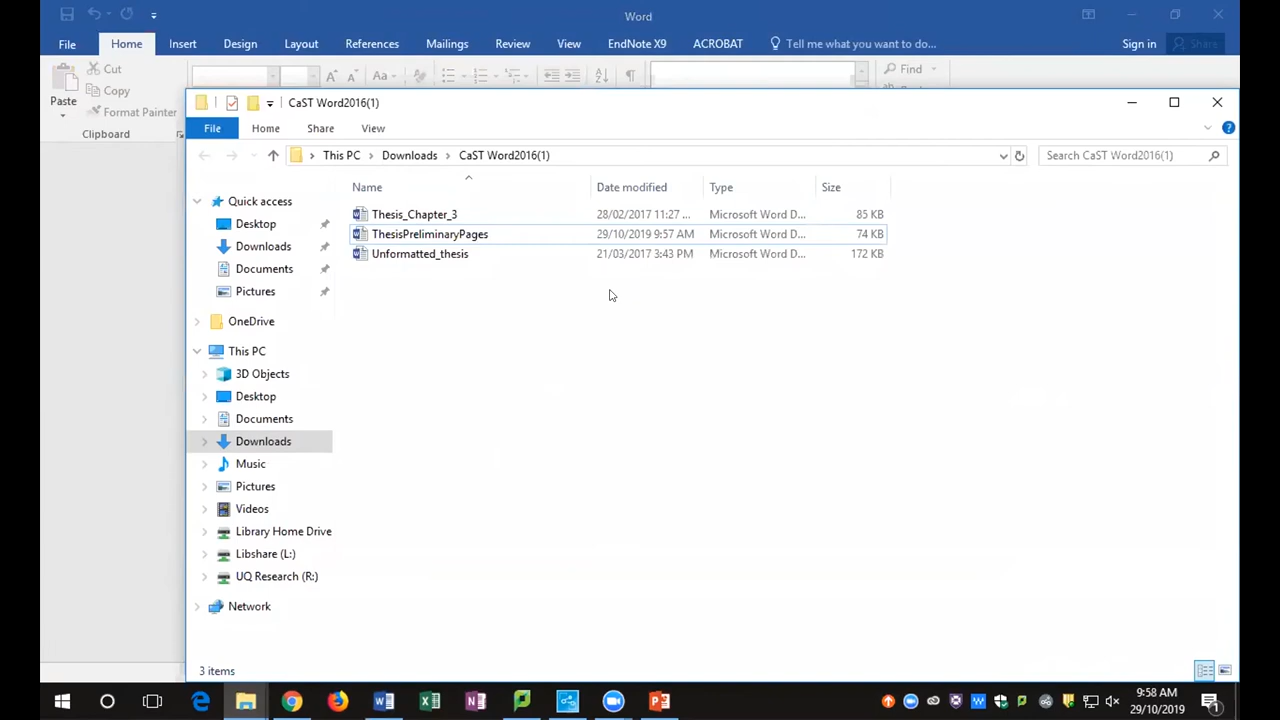 Word
File Home Insert Design Layout References Mailings Review View EndNote X9 ACROBAT Tell me what you want to do... Sign in Share
Paste
Cut
Copy
Format Painter
Clipboard
Aa
Find
CaST Word2016(1)
File Home Share View
This PC > Downloads > CaST Word2016(1)
Search CaST Word2016(1)
Name Date modified Type Size
Thesis_Chapter_3 28/02/2017 11:27 ... Microsoft Word D... 85 KB
ThesisPreliminaryPages 29/10/2019 9:57 AM Microsoft Word D... 74 KB
Unformatted_thesis 21/03/2017 3:43 PM Microsoft Word D... 172 KB
Quick access
Desktop
Downloads
Documents
Pictures
OneDrive
This PC
3D Objects
Desktop
Documents
Downloads
Music
Pictures
Videos
Library Home Drive
Libshare (L:)
UQ Research (R:)
Network
3 items
9:58 AM
29/10/2019